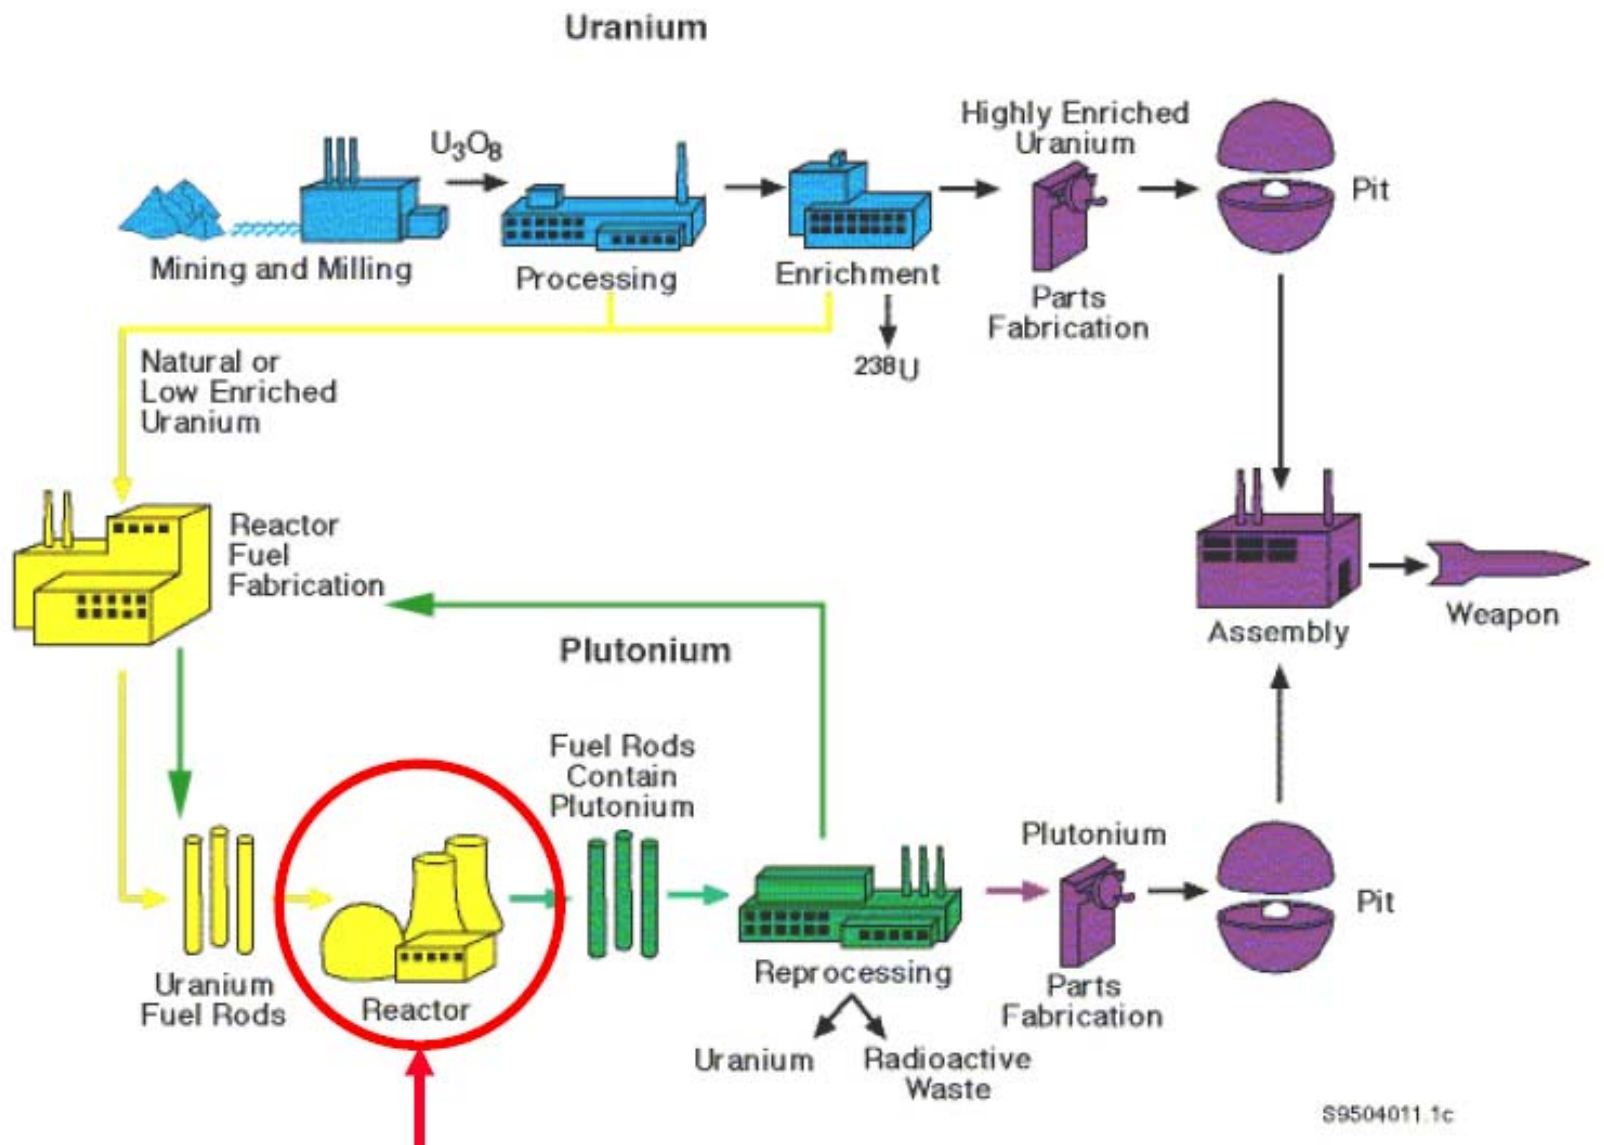 Uranium
U₃O₈
Mining and Milling
Processing
Enrichment
²³⁸U
Highly Enriched
Uranium
Parts
Fabrication
Pit
Natural or
Low Enriched
Uranium
Reactor
Fuel
Fabrication
Assembly
Weapon
Plutonium
Uranium
Fuel Rods
Reactor
Fuel Rods
Contain
Plutonium
Reprocessing
Uranium
Radioactive
Waste
Plutonium
Parts
Fabrication
Pit
S9504011.1c